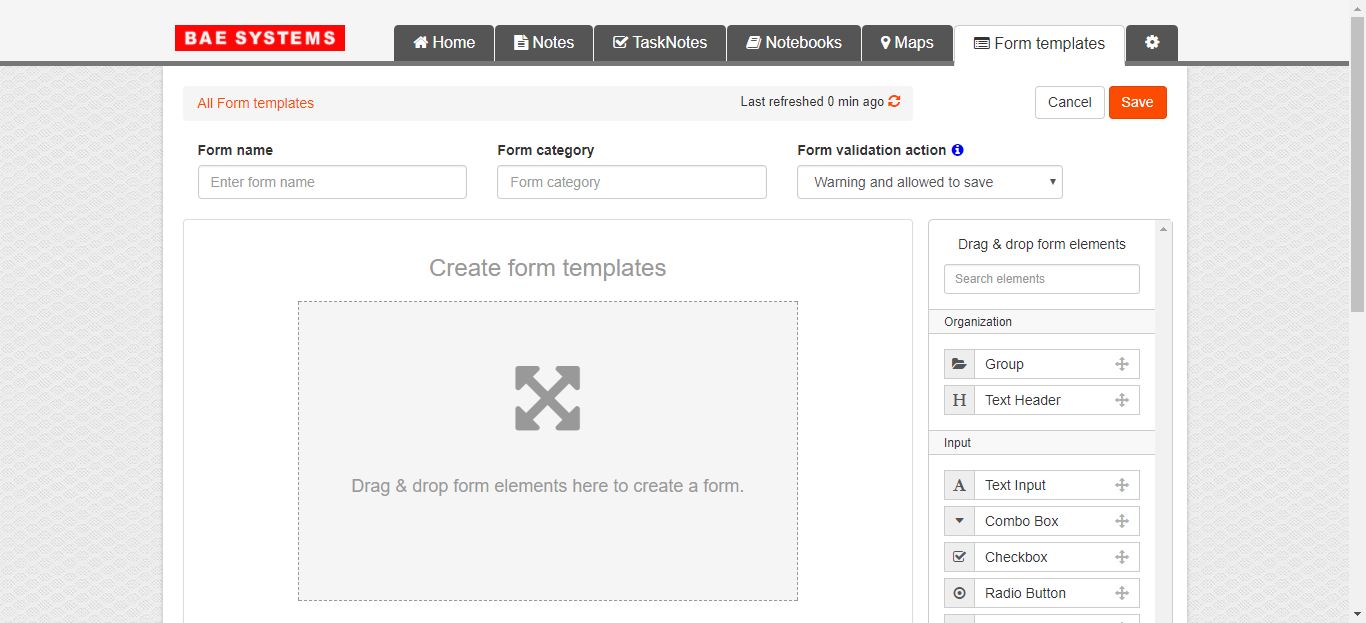 BAE SYSTEMS
Home
Notes
TaskNotes
Notebooks
Maps
Form templates
All Form templates
Last refreshed 0 min ago
Cancel
Save
Form name
Form category
Form validation action
Enter form name
Form category
Warning and allowed to save
Create form templates
Drag & drop form elements here to create a form.
Drag & drop form elements
Search elements
Organization
Group
H Text Header
Input
A Text Input
Combo Box
Checkbox
Radio Button